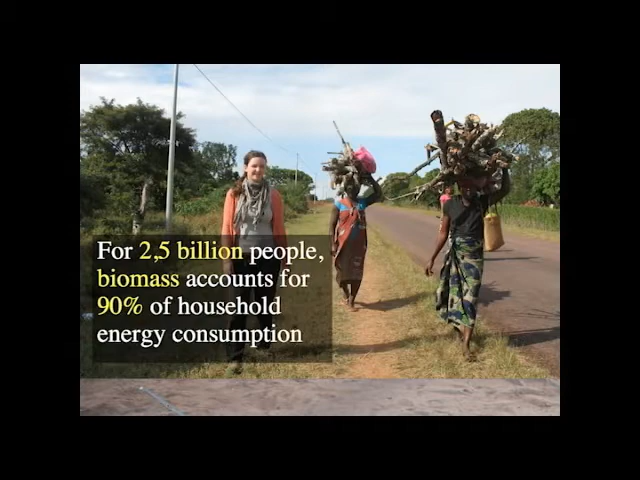 For 2,5 billion people,
biomass accounts for
90% of household
energy consumption